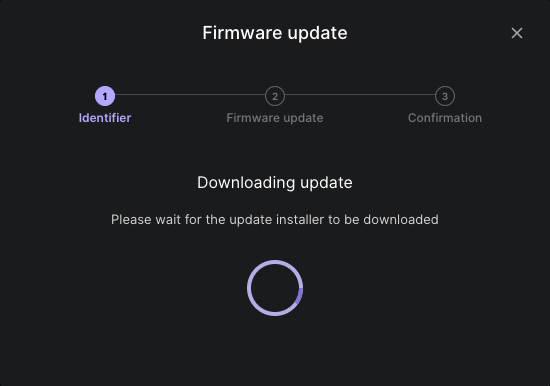 Firmware update
1
2
3
Identifier
Firmware update
Confirmation
Downloading update
Please wait for the update installer to be downloaded